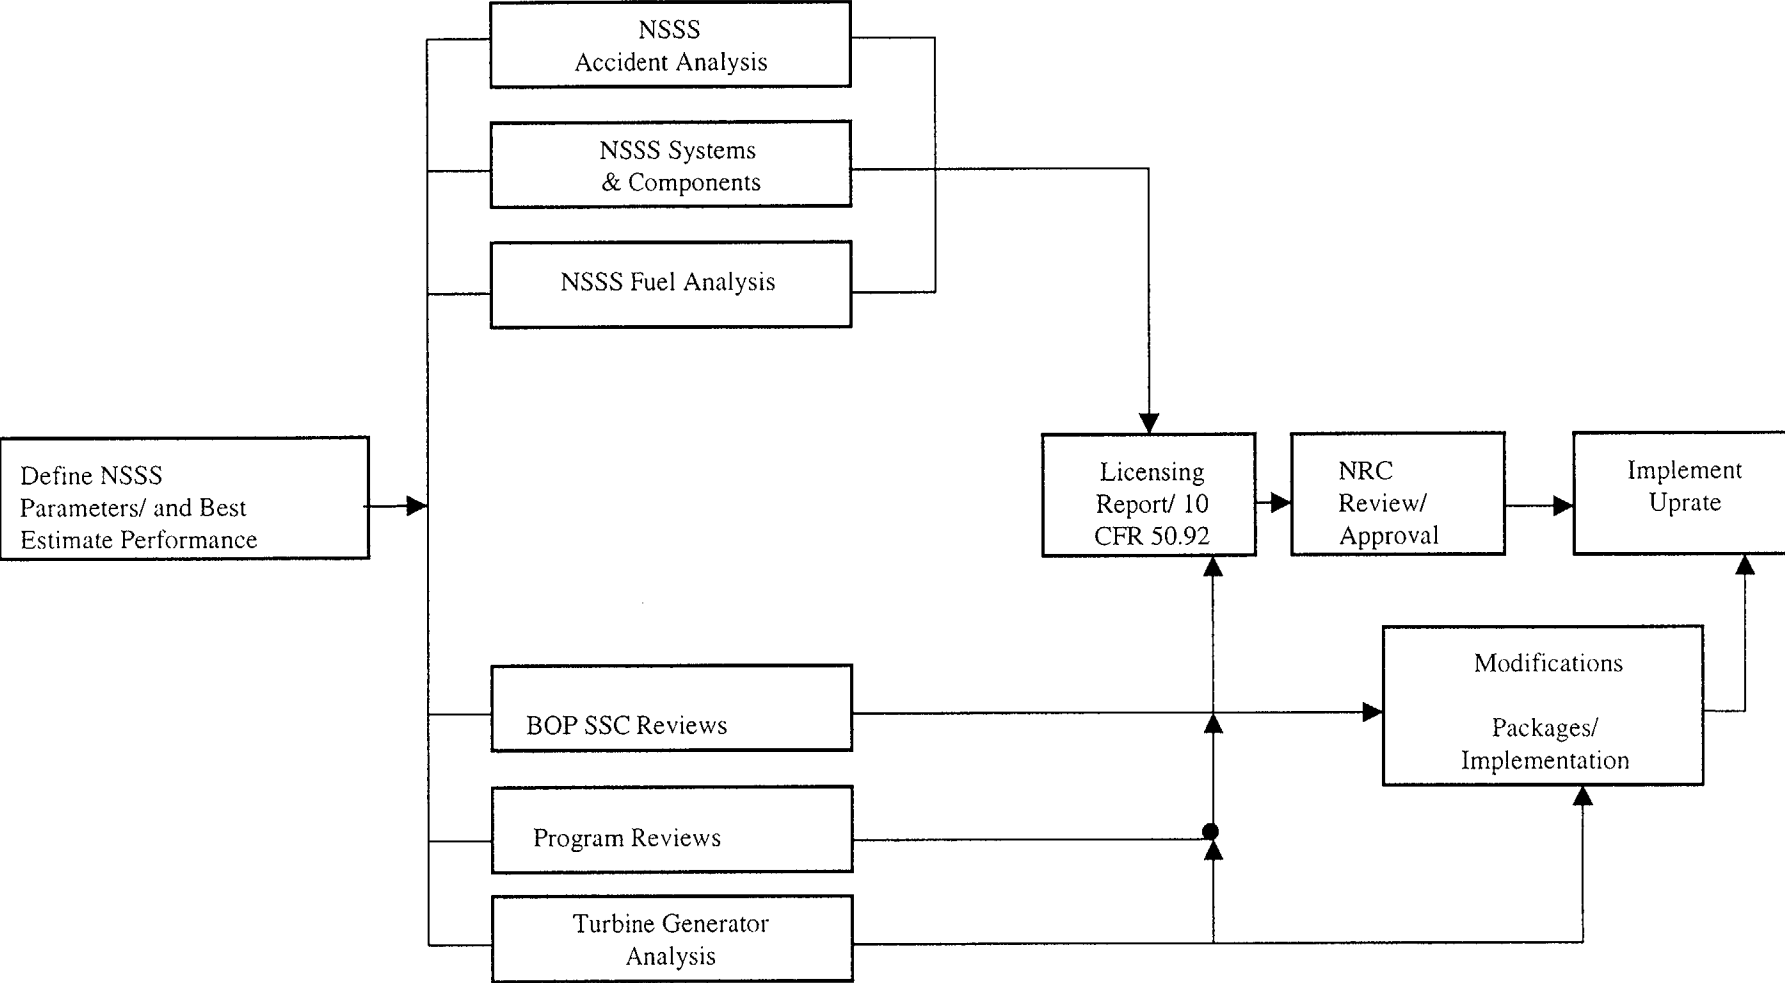 NSSS
Accident Analysis
NSSS Systems
& Components
NSSS Fuel Analysis
Define NSSS
Parameters/ and Best
Estimate Performance
Licensing
Report/ 10
CFR 50.92
NRC
Review/
Approval
Implement
Uprate
BOP SSC Reviews
Modifications
Packages/
Implementation
Program Reviews
Turbine Generator
Analysis